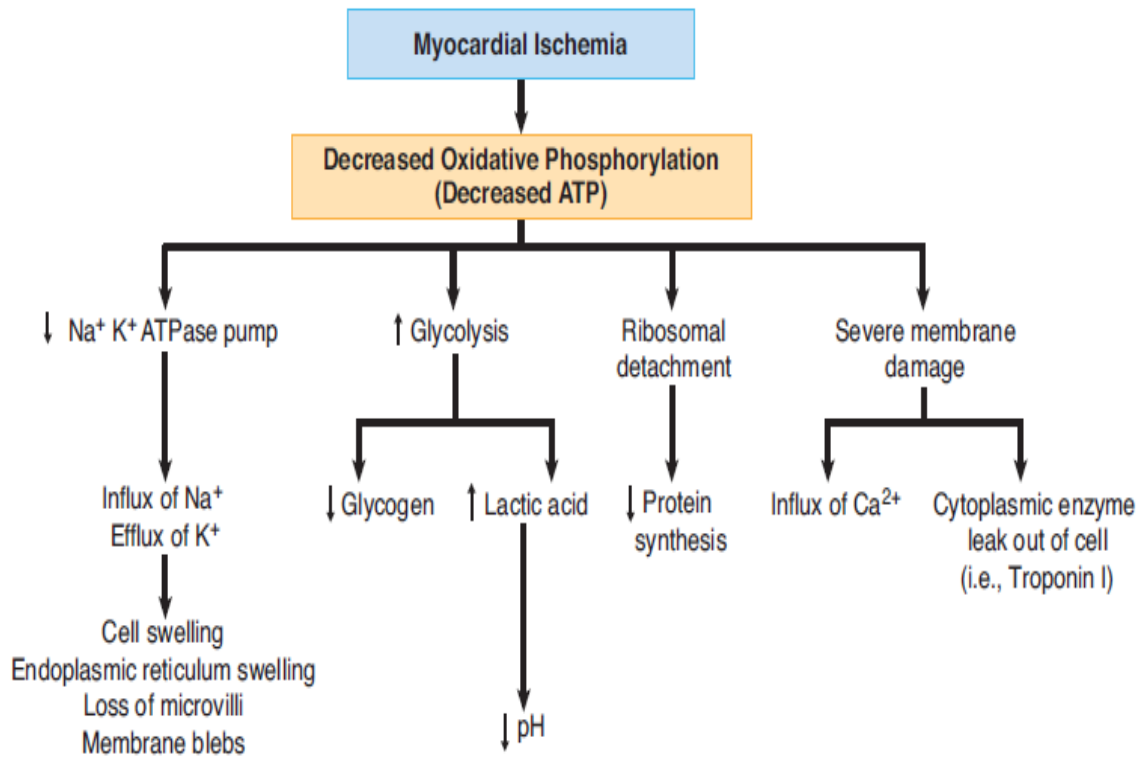 Myocardial Ischemia
Decreased Oxidative Phosphorylation
(Decreased ATP)
↓ Na⁺ K⁺ ATPase pump
↑ Glycolysis
Ribosomal
detachment
Severe membrane
damage
Influx of Na⁺
Efflux of K⁺
↓ Glycogen
↑ Lactic acid
↓ Protein
synthesis
Influx of Ca²⁺
Cytoplasmic enzyme
leak out of cell
(i.e., Troponin I)
Cell swelling
Endoplasmic reticulum swelling
Loss of microvilli
Membrane blebs
↓ pH